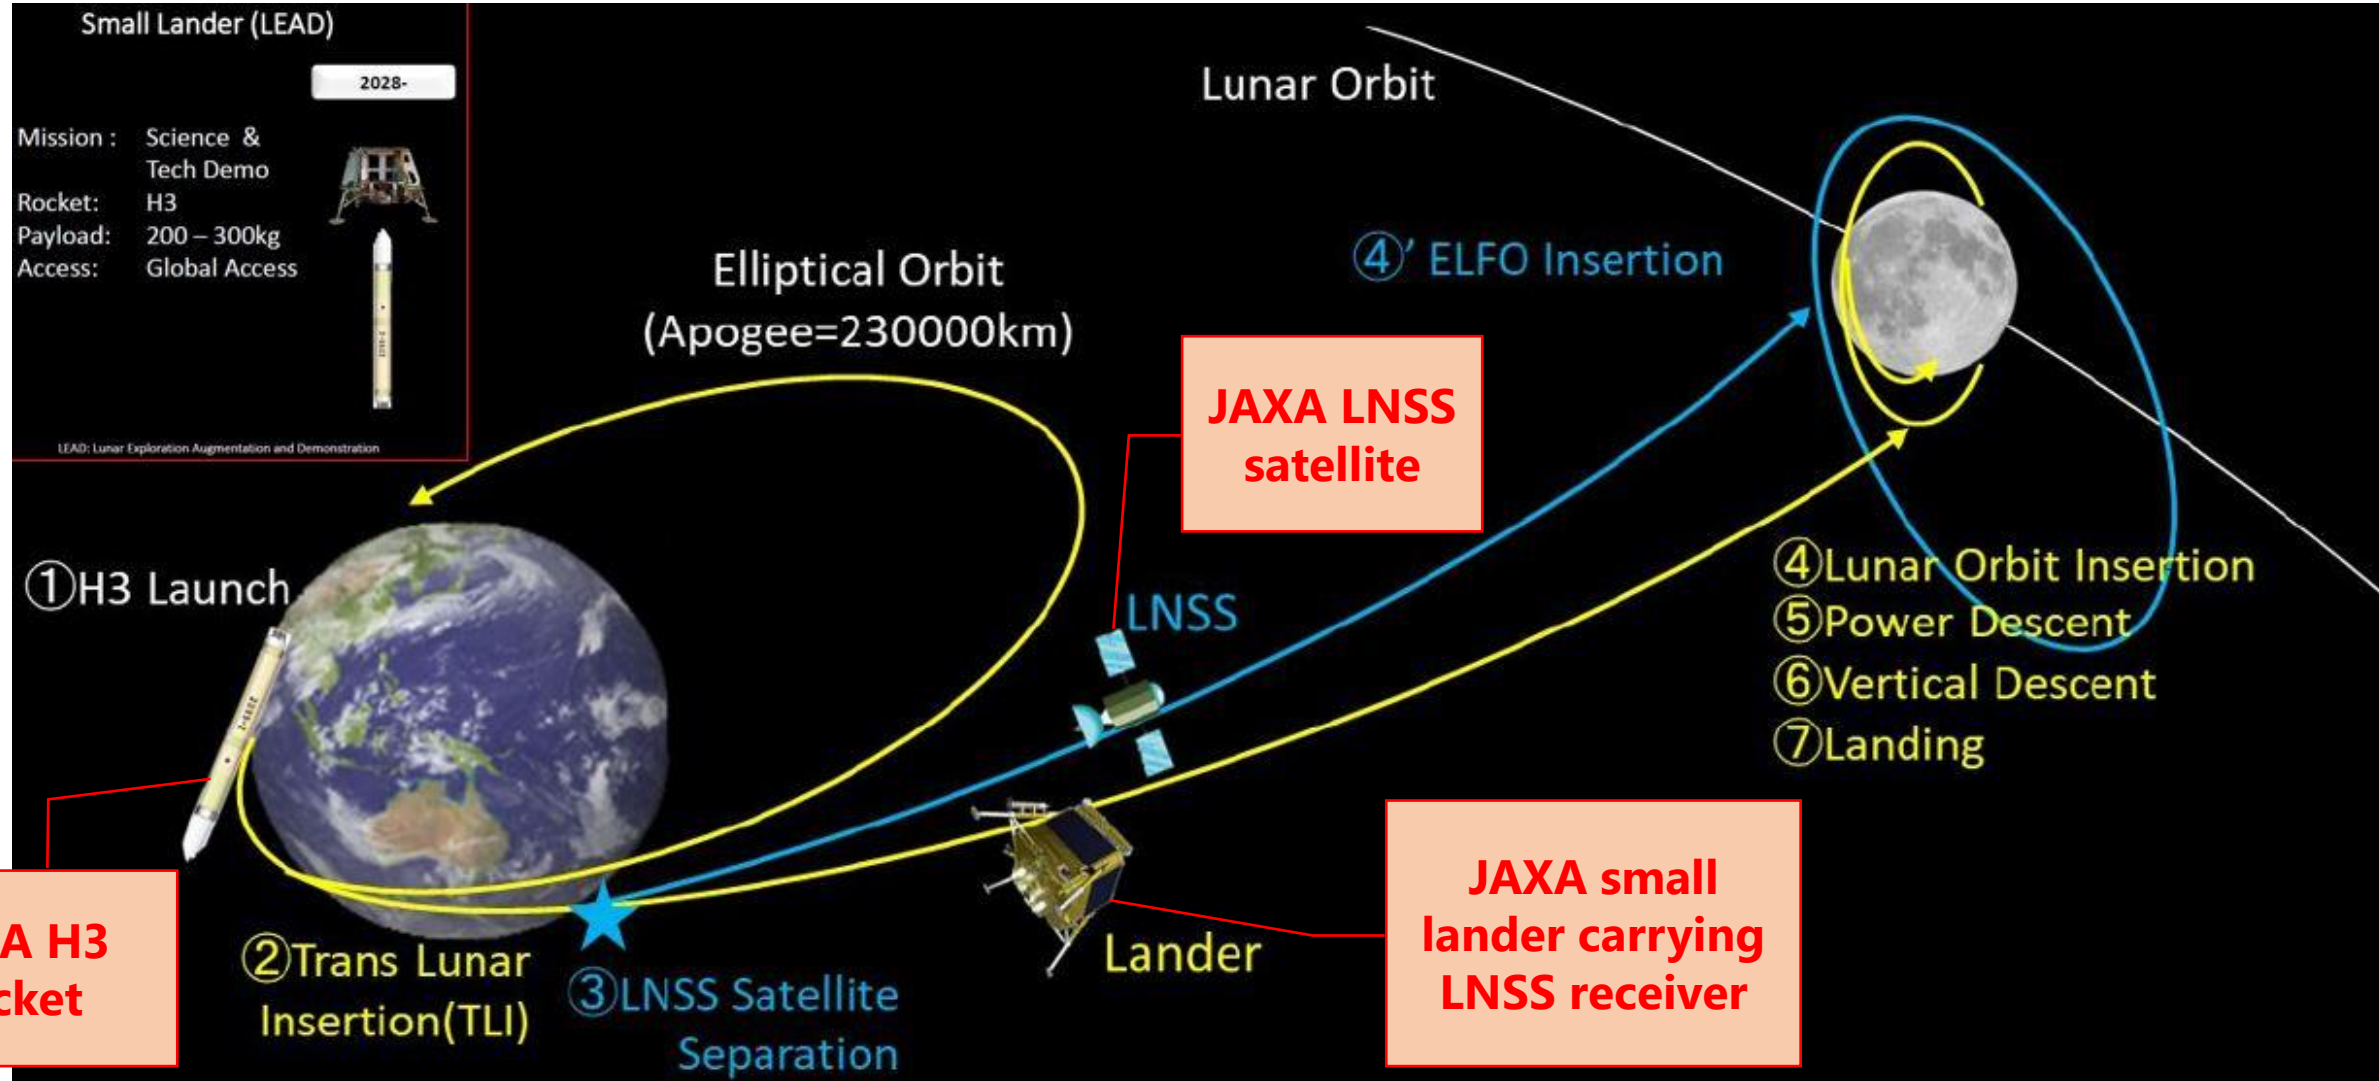 Small Lander (LEAD)
2028-
Mission : Science &
Tech Demo
Rocket: H3
Payload: 200 – 300kg
Access: Global Access
LEAD: Lunar Exploration Augmentation and Demonstration
Lunar Orbit
④’ ELFO Insertion
Elliptical Orbit
(Apogee=230000km)
JAXA LNSS
satellite
①H3 Launch
LNSS
④Lunar Orbit Insertion
⑤Power Descent
⑥Vertical Descent
⑦Landing
JAXA small
lander carrying
LNSS receiver
Lander
A H3
cket
②Trans Lunar
Insertion(TLI)
③LNSS Satellite
Separation